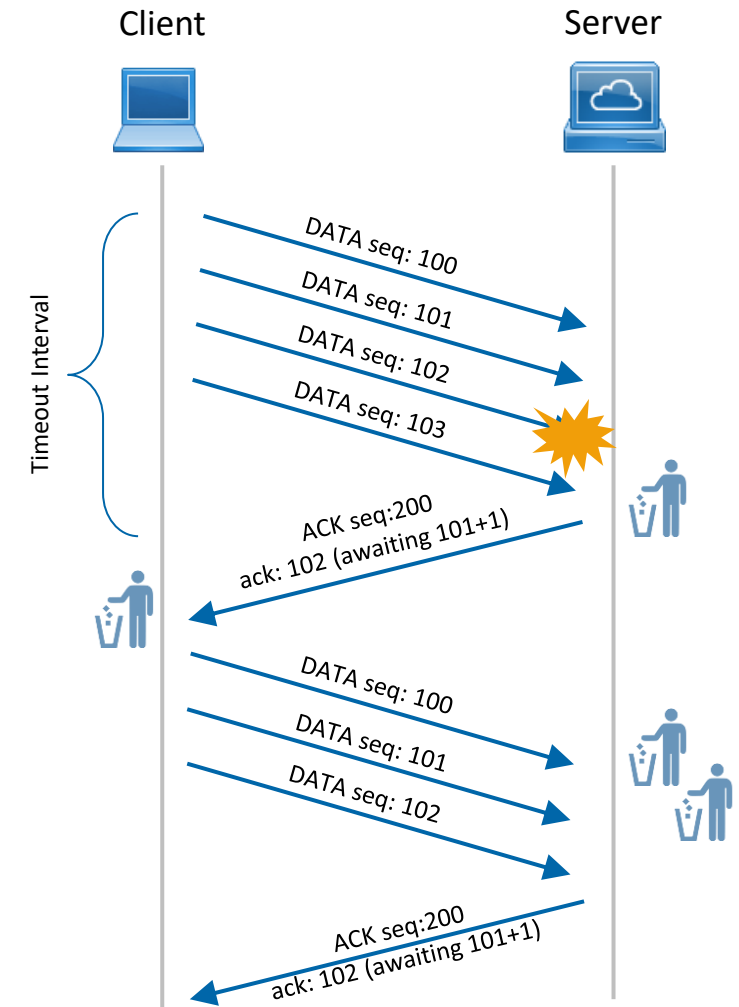 Client
Server
DATA seq: 100
DATA seq: 101
DATA seq: 102
DATA seq: 103
Timeout Interval
ACK seq:200
ack: 102 (awaiting 101+1)
DATA seq: 100
DATA seq: 101
DATA seq: 102
ACK seq:200
ack: 102 (awaiting 101+1)